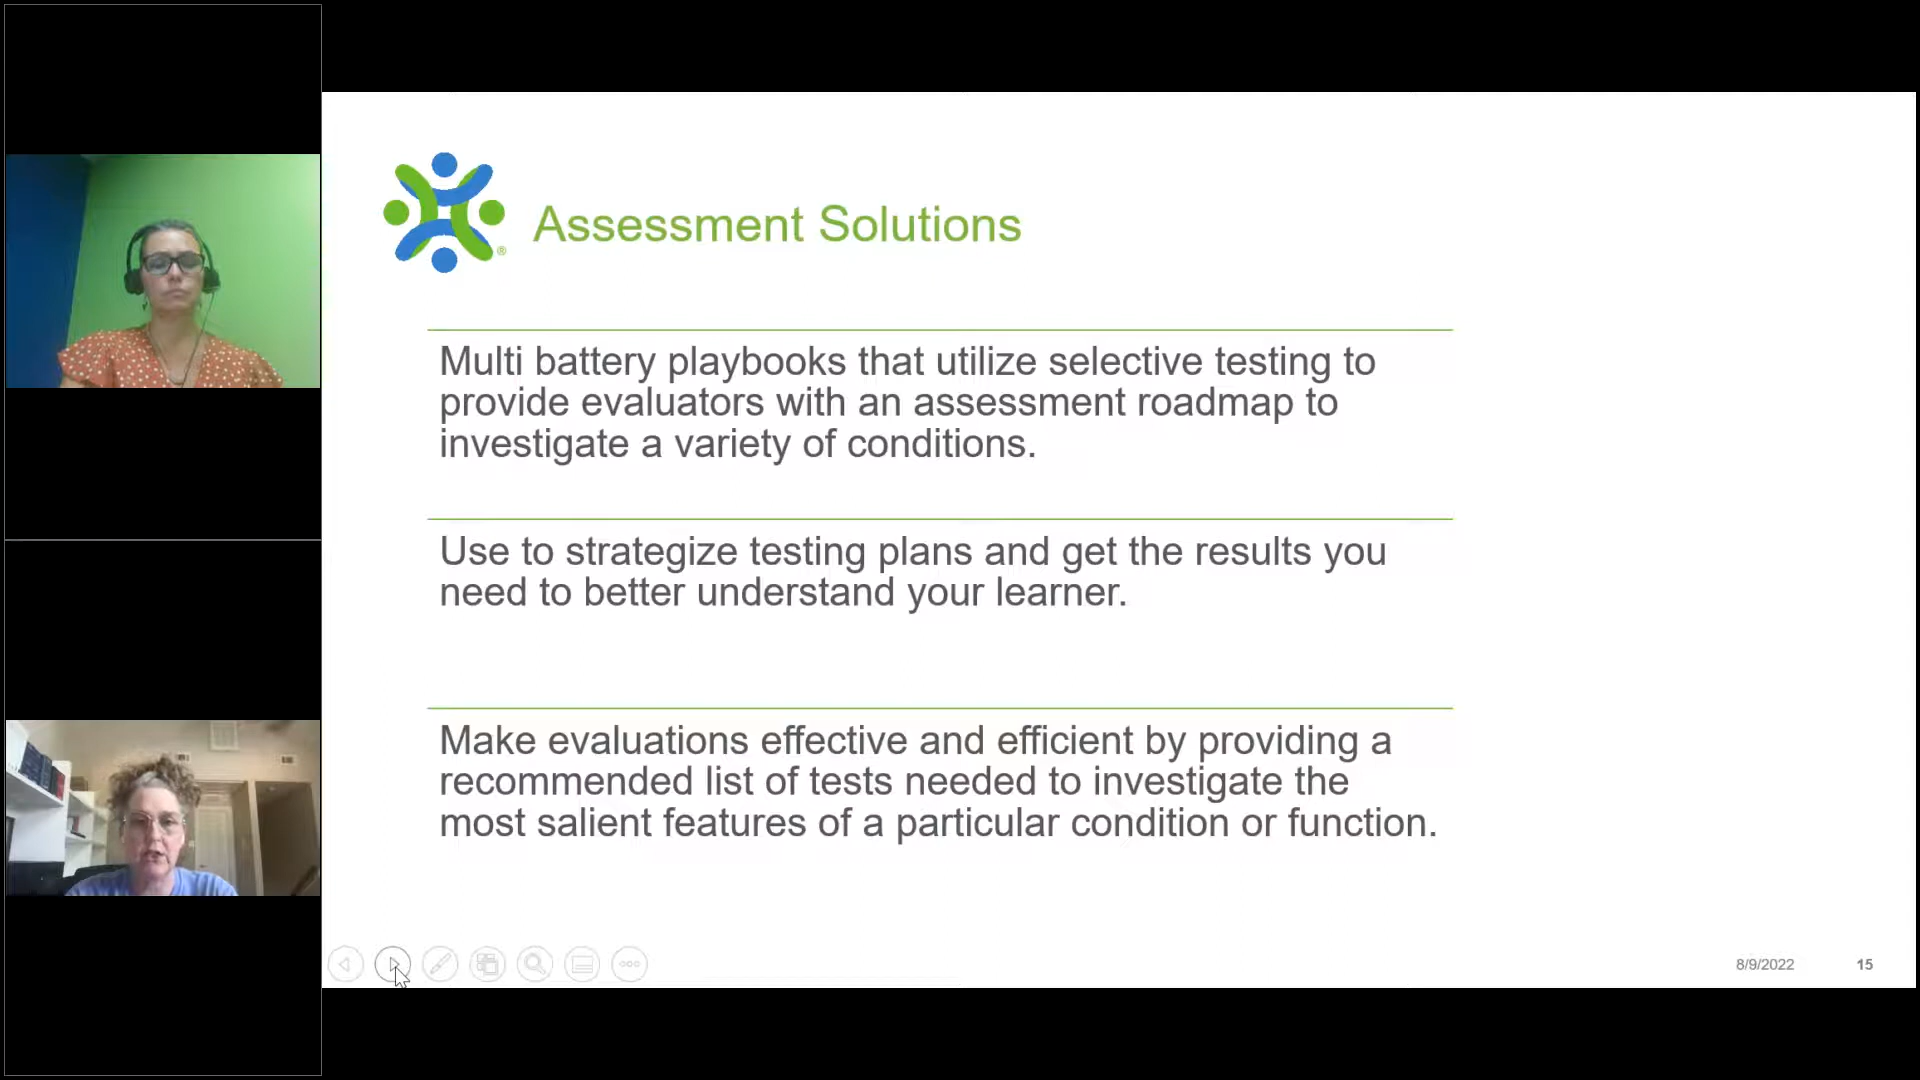 Assessment Solutions
®
Multi battery playbooks that utilize selective testing to
provide evaluators with an assessment roadmap to
investigate a variety of conditions.
Use to strategize testing plans and get the results you
need to better understand your learner.
Make evaluations effective and efficient by providing a
recommended list of tests needed to investigate the
most salient features of a particular condition or function.
8/9/2022
15